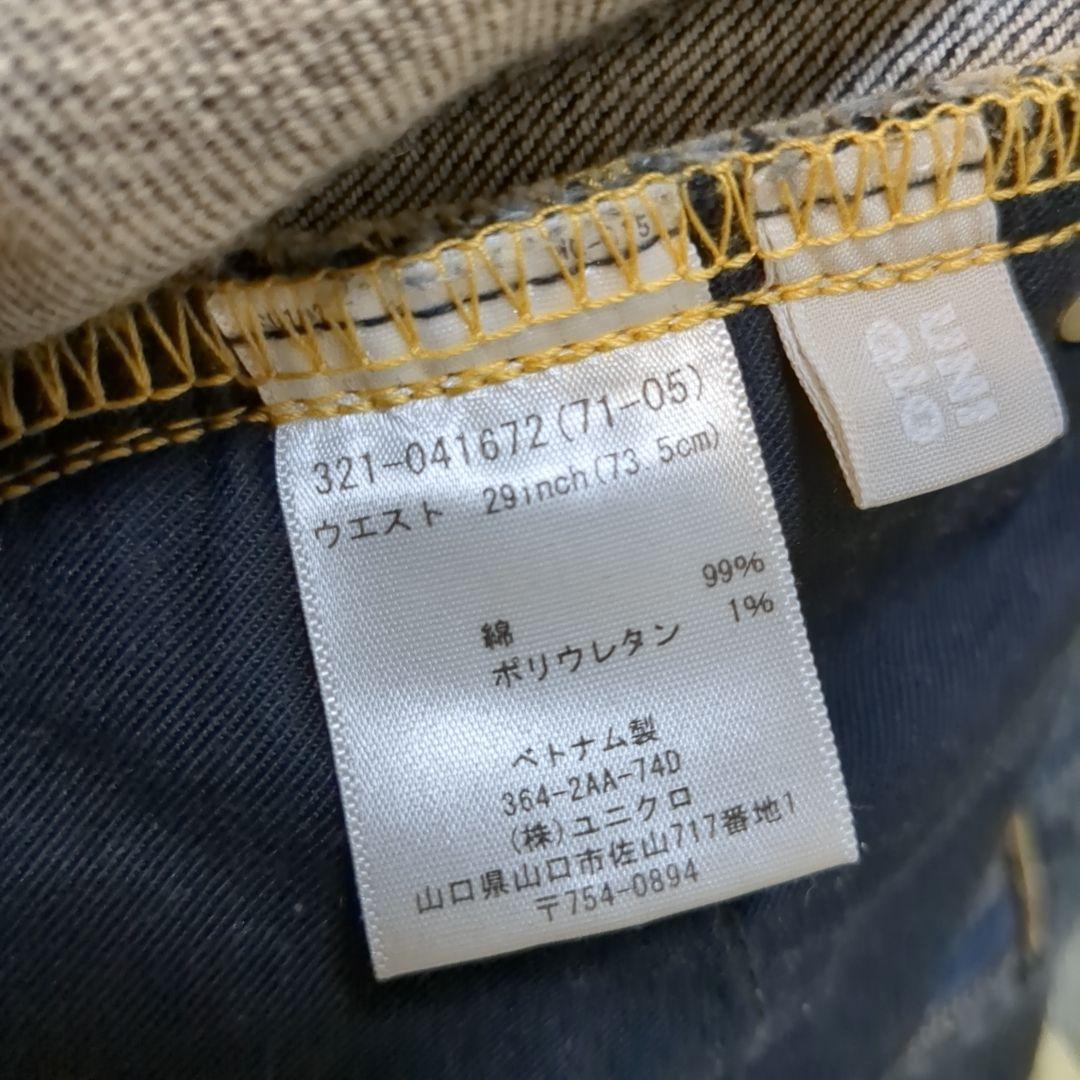 321-041672(71-05)
ウエスト 29inch(73.5cm)
綿 99%
ポリウレタン 1%
ベトナム製
364-2AA-74D
(株)ユニクロ
山口県山口市佐山717番地1
〒754-0894
UNI
QLO